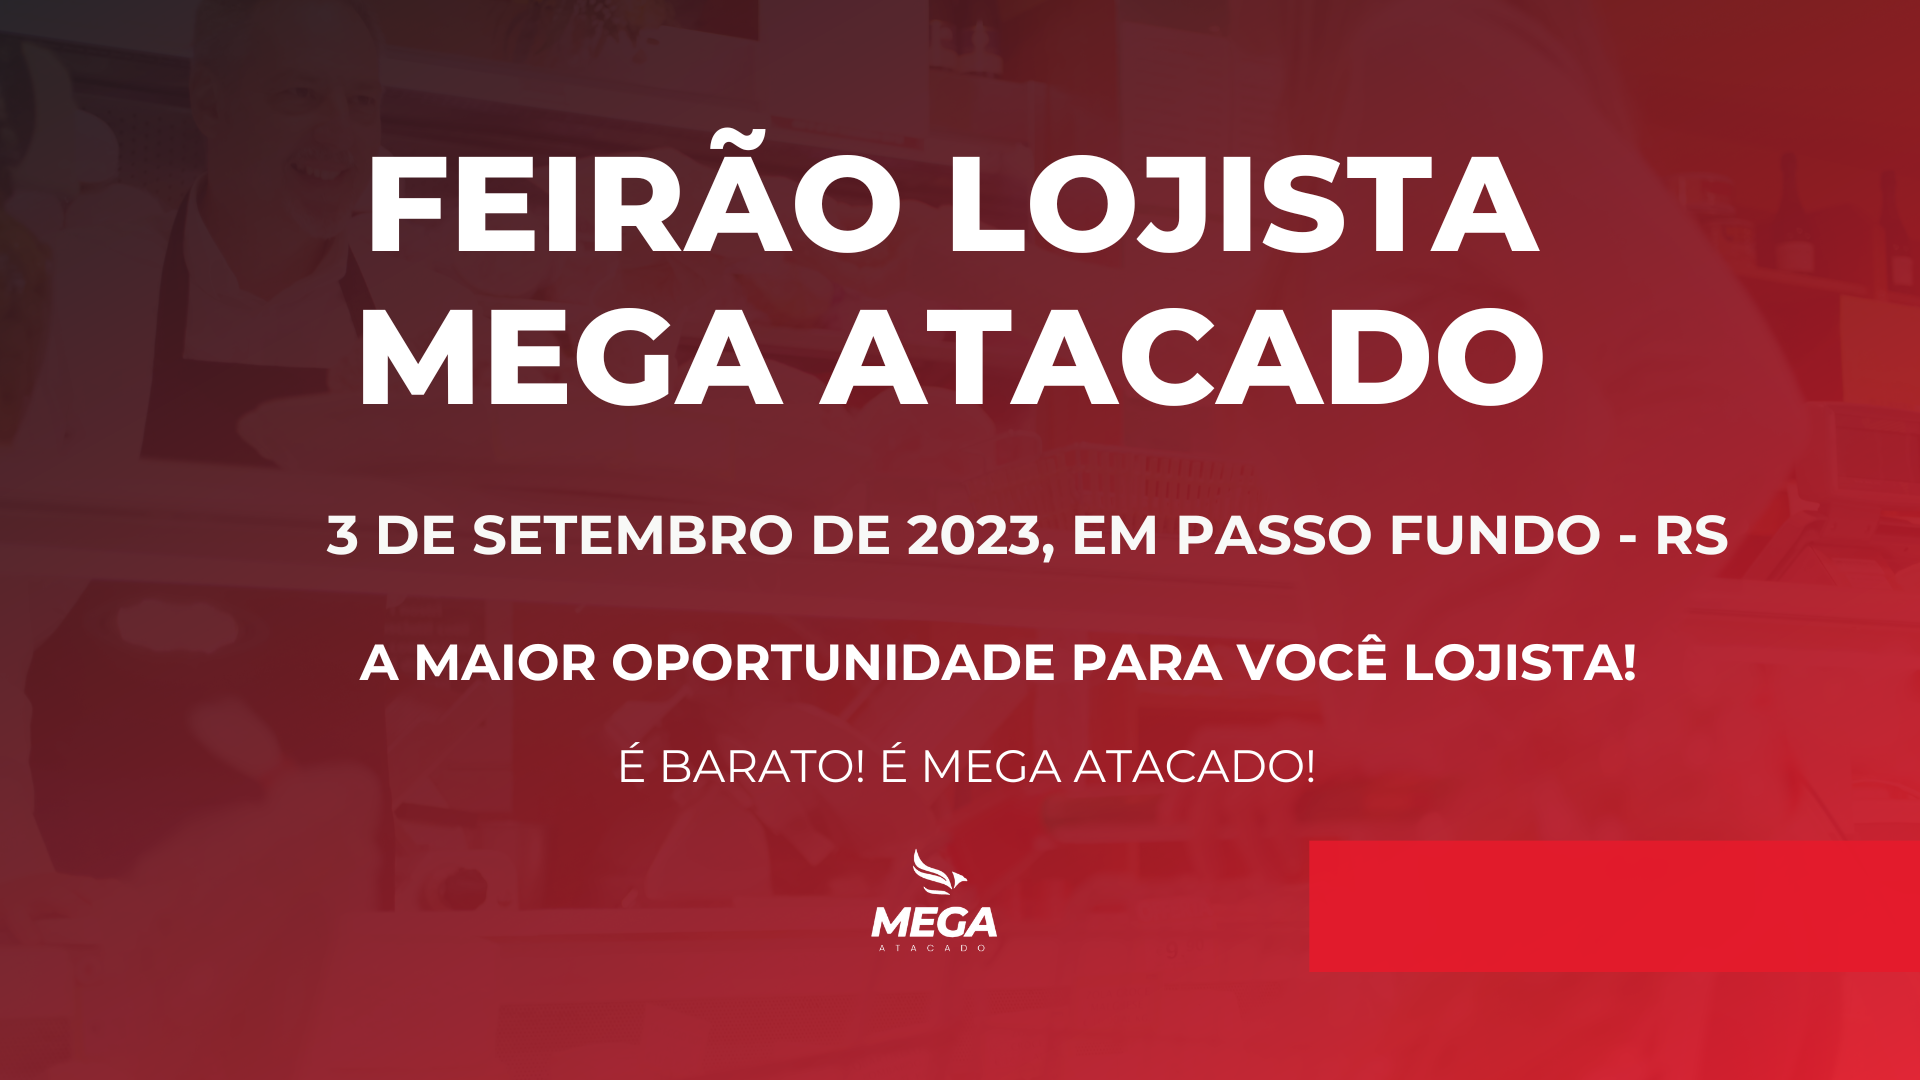 FEIRÃO LOJISTA
MEGA ATACADO
3 DE SETEMBRO DE 2023, EM PASSO FUNDO - RS
A MAIOR OPORTUNIDADE PARA VOCÊ LOJISTA!
É BARATO! É MEGA ATACADO!
MEGA
ATACADO